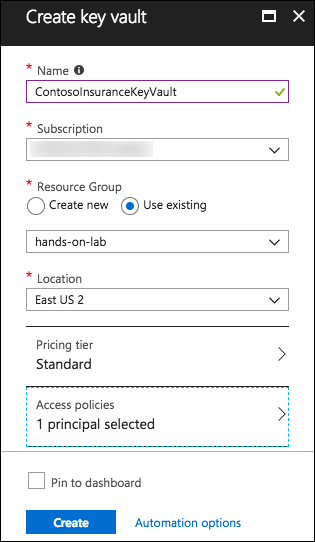 Create key vault
* Name
ContosoInsuranceKeyVault
* Subscription
* Resource Group
Create new Use existing
hands-on-lab
* Location
East US 2
Pricing tier
Standard
Access policies
1 principal selected
Pin to dashboard
Create Automation options